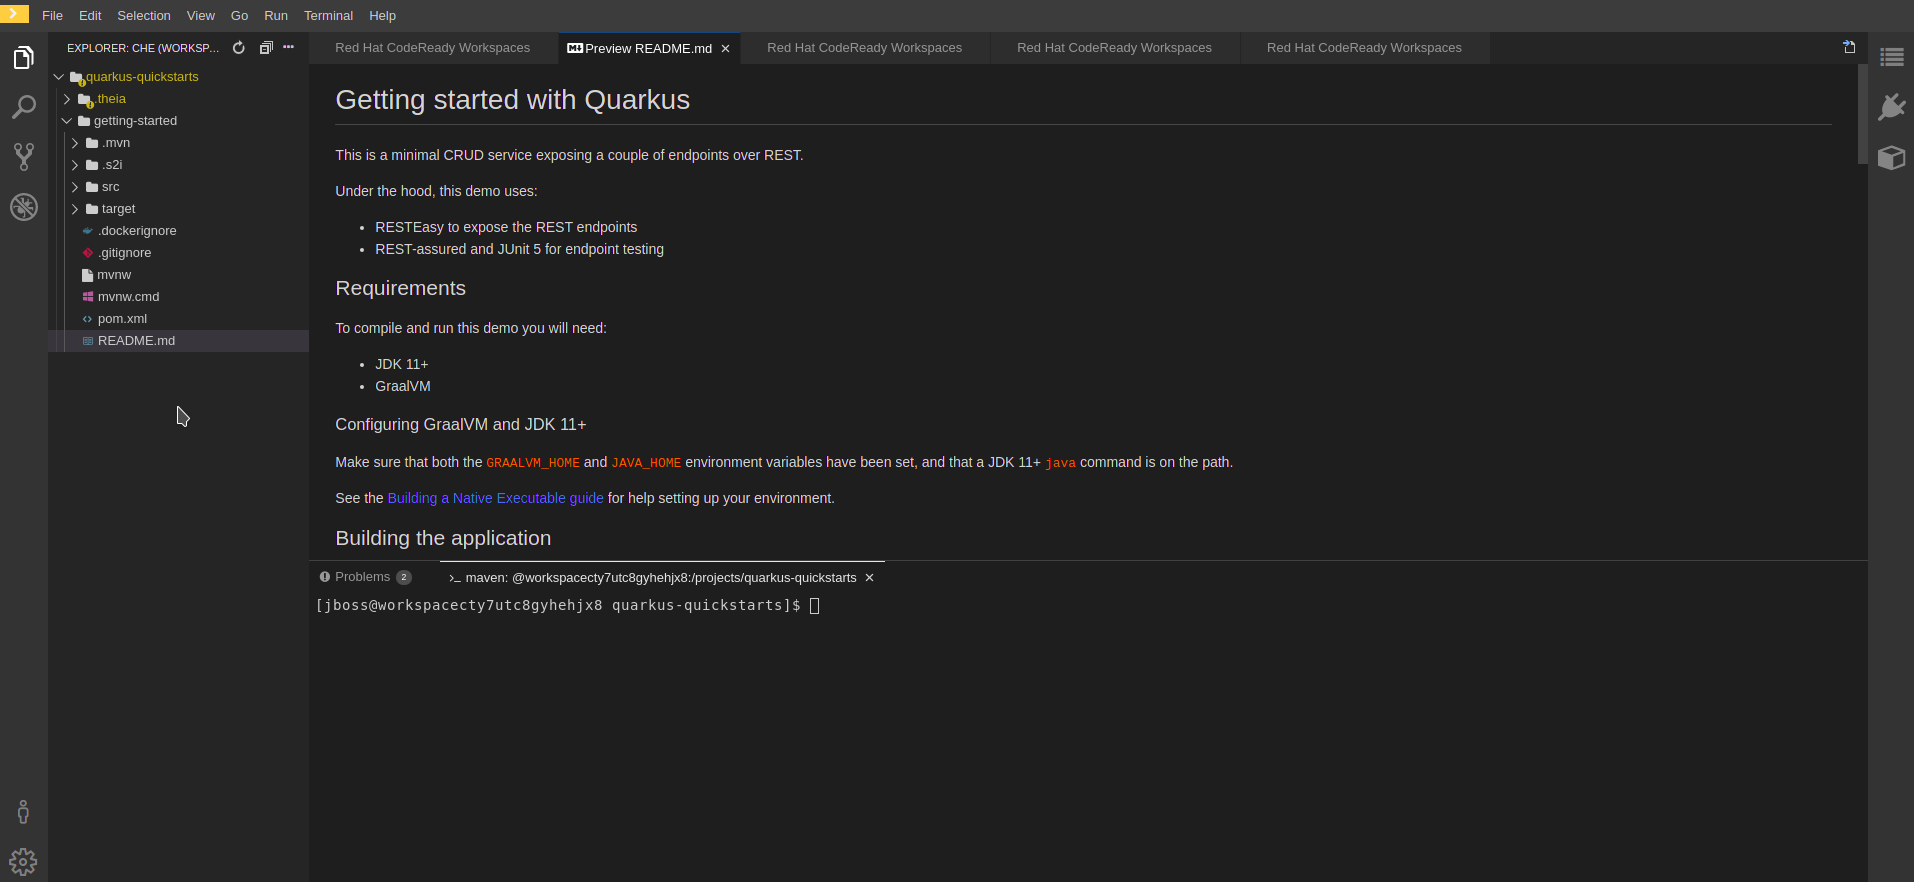 File Edit Selection View Go Run Terminal Help
EXPLORER: CHE (WORKSP...
quarkus-quickstarts
.theia
getting-started
.mvn
.s2i
src
target
.dockerignore
.gitignore
mvnw
mvnw.cmd
pom.xml
README.md
Red Hat CodeReady Workspaces Preview README.md Red Hat CodeReady Workspaces Red Hat CodeReady Workspaces Red Hat CodeReady Workspaces
Getting started with Quarkus
This is a minimal CRUD service exposing a couple of endpoints over REST.
Under the hood, this demo uses:
• RESTEasy to expose the REST endpoints
• REST-assured and JUnit 5 for endpoint testing
Requirements
To compile and run this demo you will need:
• JDK 11+
• GraalVM
Configuring GraalVM and JDK 11+
Make sure that both the GRAALVM_HOME and JAVA_HOME environment variables have been set, and that a JDK 11+ java command is on the path.
See the Building a Native Executable guide for help setting up your environment.
Building the application
Problems 2 >_ maven: @workspacecty7utc8gyhehjx8:/projects/quarkus-quickstarts
[jboss@workspacecty7utc8gyhehjx8 quarkus-quickstarts]$